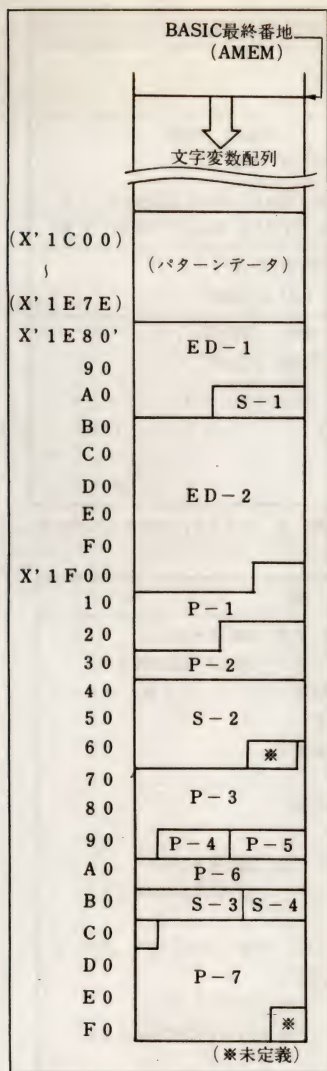 BASIC最終番地
(AMEM)
文字変数配列
(X'1C00)
〜
(パターンデータ)
(X'1E7E)
X'1E80'
ED-1
90
A0
S-1
B0
C0
D0
ED-2
E0
F0
X'1F00
10
P-1
20
30
P-2
40
50
S-2
60
※
70
P-3
80
90
P-4
P-5
A0
P-6
B0
S-3
S-4
C0
D0
P-7
E0
F0
※
(※未定義)